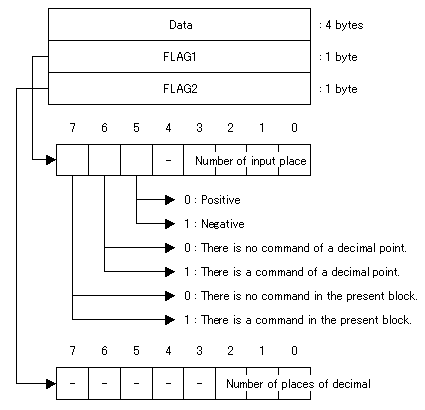 Data : 4 bytes
FLAG1 : 1 byte
FLAG2 : 1 byte
7 6 5 4 3 2 1 0
- Number of input place
0 : Positive
1 : Negative
0 : There is no command of a decimal point.
1 : There is a command of a decimal point.
0 : There is no command in the present block.
1 : There is a command in the present block.
7 6 5 4 3 2 1 0
- - - - - Number of places of decimal